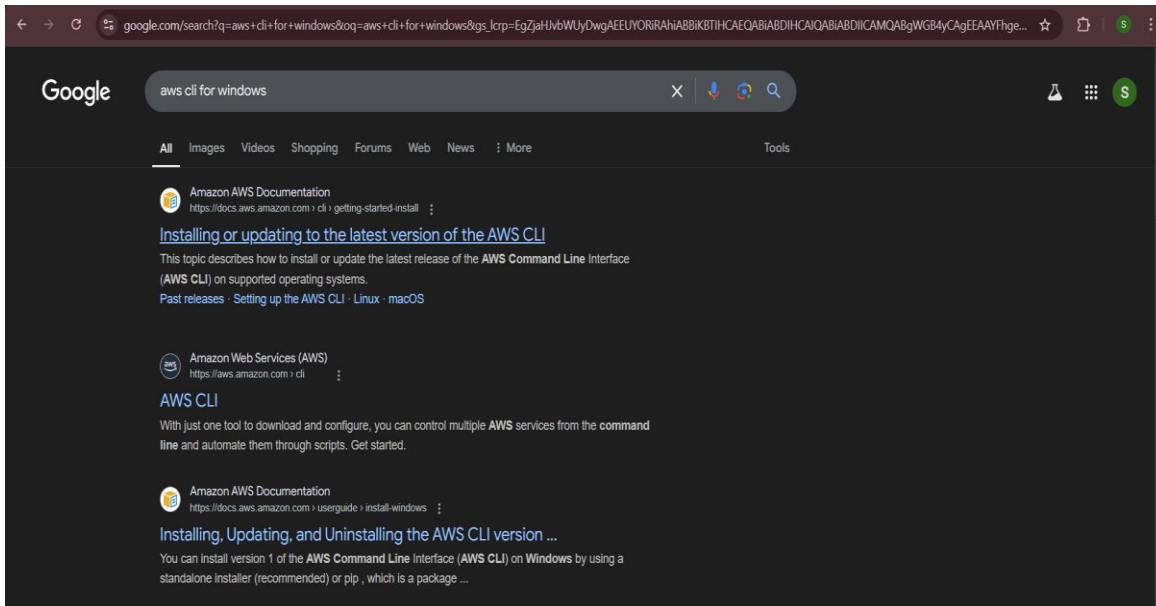 google.com/search?q=aws+cli+for+windows&oq=aws+cli+for+windows&gs_lcrp=EgZjaHJvbWUyDwgAEEUYORiRAhiABBiKBTIHCAEQABiABDIHCAIQABiABDIICAMQABgWGB4yCAgEEAAYFhge...
S
Google
aws cli for windows
S
All Images Videos Shopping Forums Web News More Tools
Amazon AWS Documentation
https://docs.aws.amazon.com › cli › getting-started-install
Installing or updating to the latest version of the AWS CLI
This topic describes how to install or update the latest release of the AWS Command Line Interface
(AWS CLI) on supported operating systems.
Past releases · Setting up the AWS CLI · Linux · macOS
aws
Amazon Web Services (AWS)
https://aws.amazon.com › cli
AWS CLI
With just one tool to download and configure, you can control multiple AWS services from the command
line and automate them through scripts. Get started.
Amazon AWS Documentation
https://docs.aws.amazon.com › userguide › install-windows
Installing, Updating, and Uninstalling the AWS CLI version ...
You can install version 1 of the AWS Command Line Interface (AWS CLI) on Windows by using a
standalone installer (recommended) or pip , which is a package ...